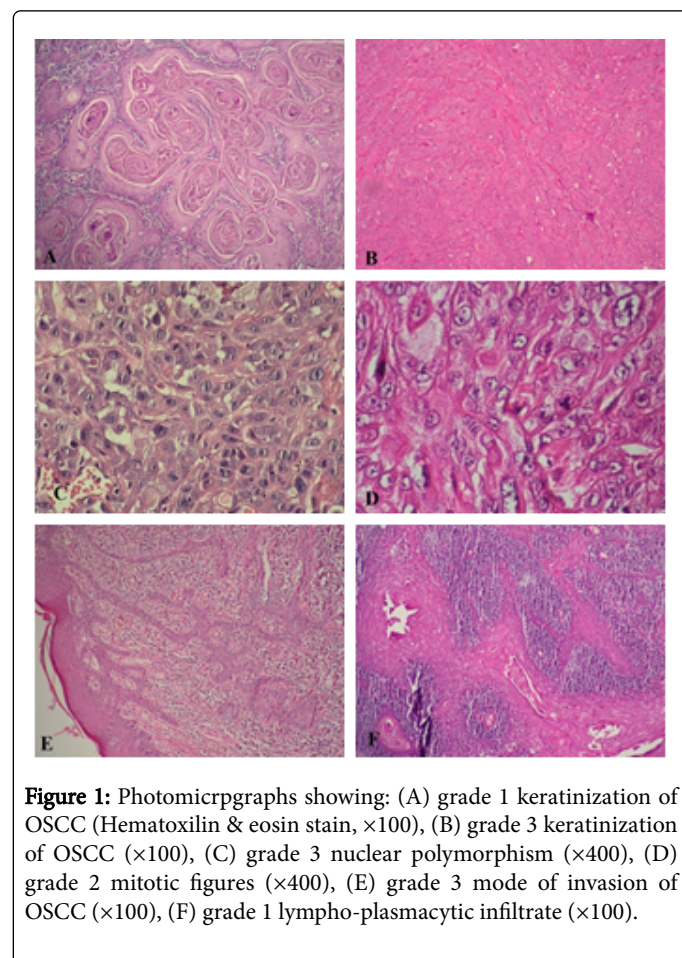 A
B
C
D
E
F
Figure 1: Photomicrpgraphs showing: (A) grade 1 keratinization of
OSCC (Hematoxilin & eosin stain, ×100), (B) grade 3 keratinization
of OSCC (×100), (C) grade 3 nuclear polymorphism (×400), (D)
grade 2 mitotic figures (×400), (E) grade 3 mode of invasion of
OSCC (×100), (F) grade 1 lympho-plasmacytic infiltrate (×100).